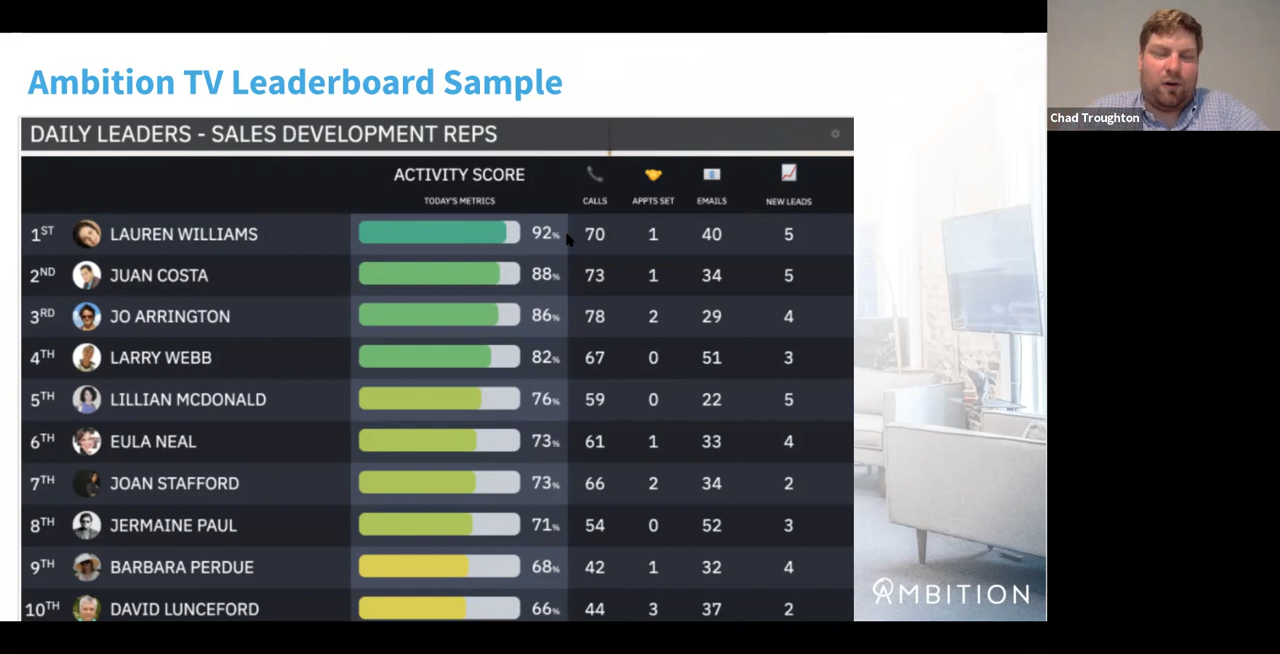 Ambition TV Leaderboard Sample
Chad Troughton
DAILY LEADERS - SALES DEVELOPMENT REPS
ACTIVITY SCORE
TODAY'S METRICS CALLS APPTS SET EMAILS NEW LEADS
1ST LAUREN WILLIAMS 92% 70 1 40 5
2ND JUAN COSTA 88% 73 1 34 5
3RD JO ARRINGTON 86% 78 2 29 4
4TH LARRY WEBB 82% 67 0 51 3
5TH LILLIAN MCDONALD 76% 59 0 22 5
6TH EULA NEAL 73% 61 1 33 4
7TH JOAN STAFFORD 73% 66 2 34 2
8TH JERMAINE PAUL 71% 54 0 52 3
9TH BARBARA PERDUE 68% 42 1 32 4
10TH DAVID LUNCEFORD 66% 44 3 37 2
AMBITION